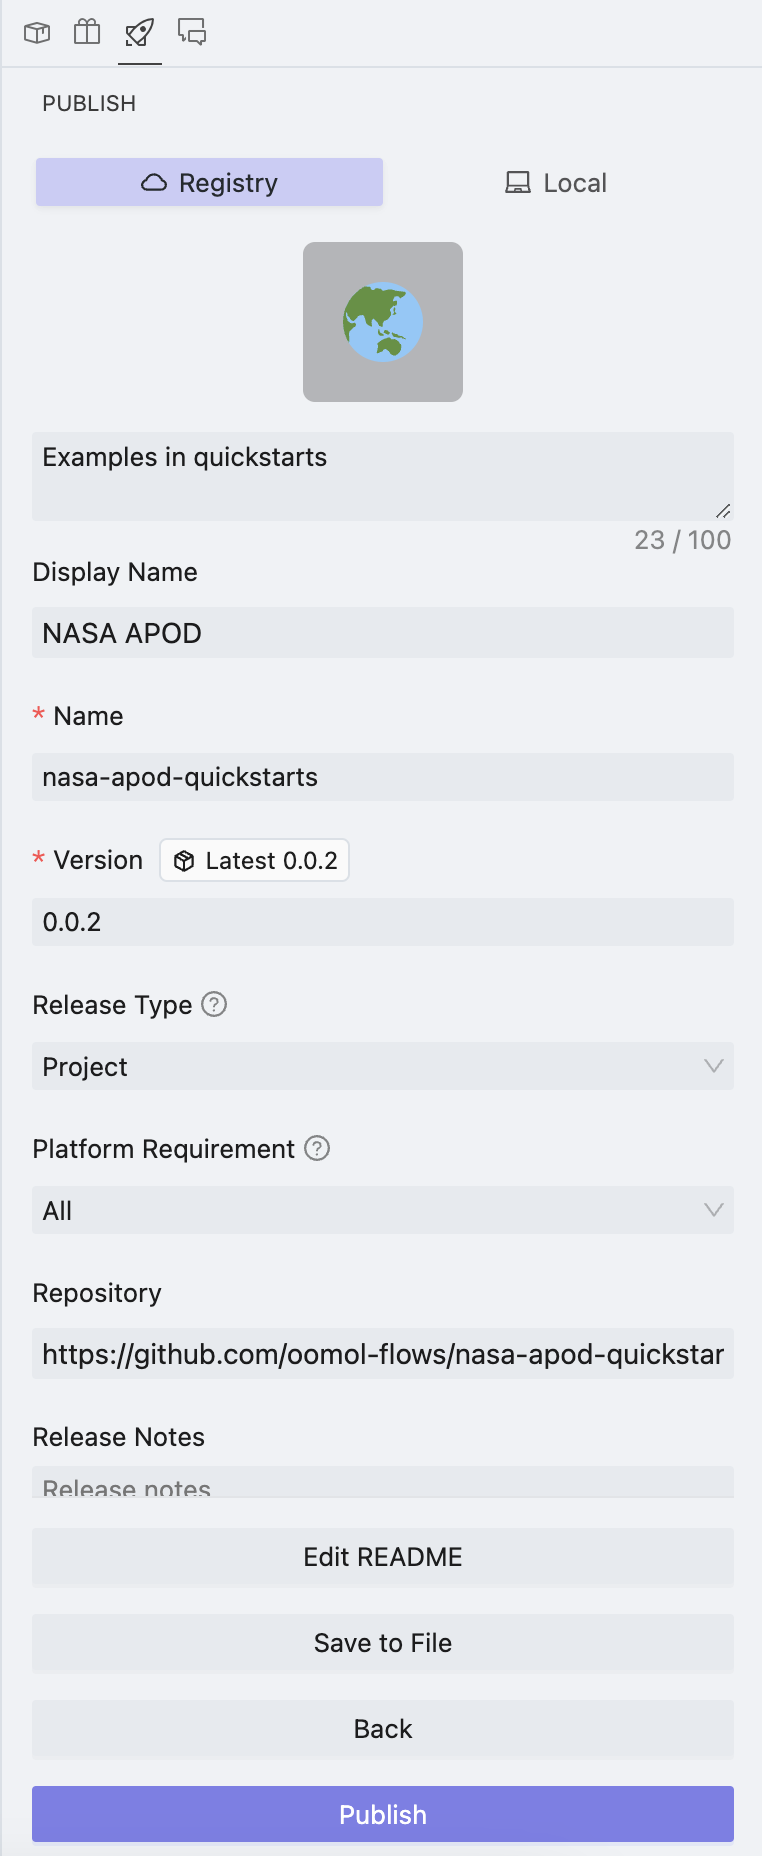 PUBLISH
Registry
Local
Examples in quickstarts
23 / 100
Display Name
NASA APOD
* Name
nasa-apod-quickstarts
* Version
Latest 0.0.2
0.0.2
Release Type
Project
Platform Requirement
All
Repository
https://github.com/oomol-flows/nasa-apod-quickstar
Release Notes
Release notes
Edit README
Save to File
Back
Publish